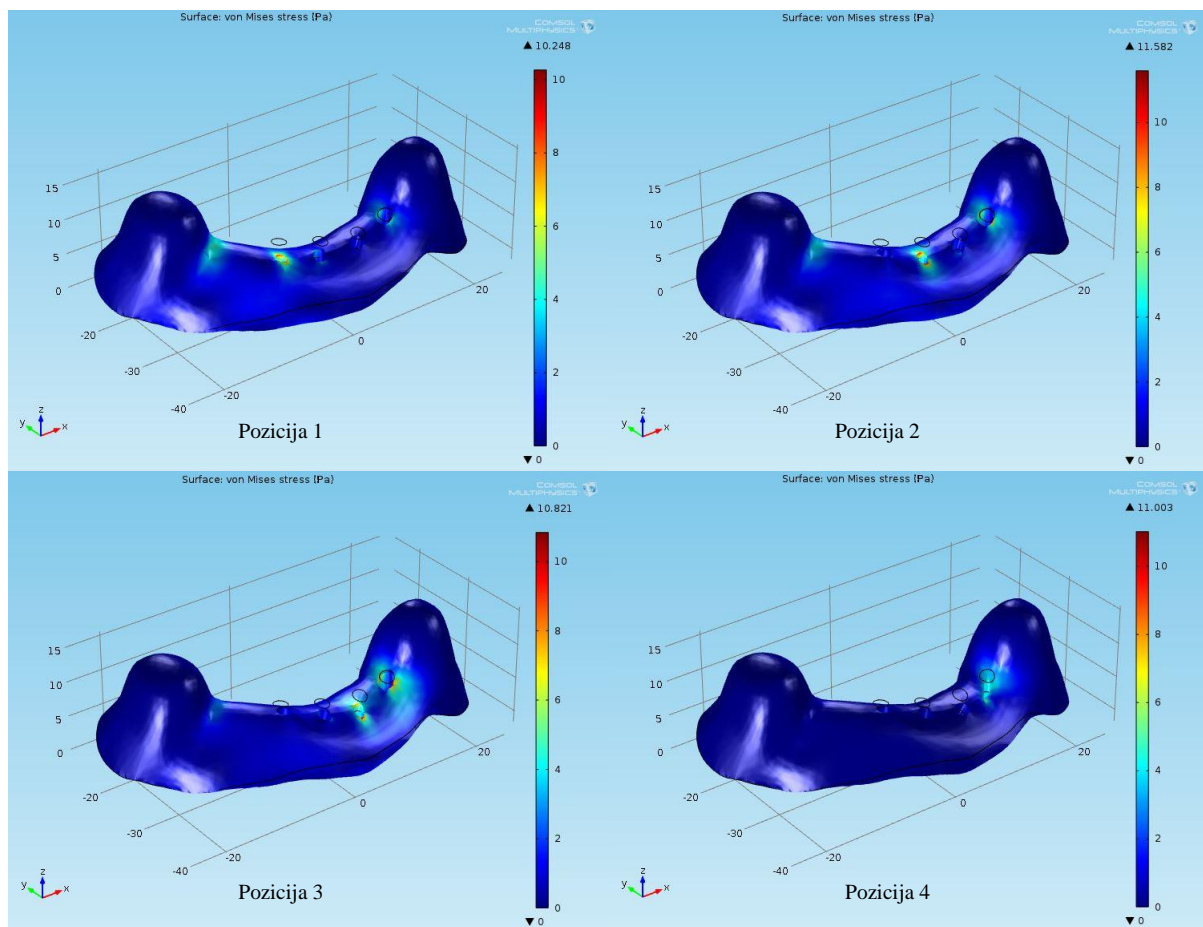 Surface: von Mises stress (Pa)
COMSOL
MULTIPHYSICS
▲ 10.248
10
8
6
4
2
0
▼ 0
15
10
5
0
-20
-30
-40
-20
0
20
z
y
x
Pozicija 1
Surface: von Mises stress (Pa)
COMSOL
MULTIPHYSICS
▲ 11.582
10
8
6
4
2
0
▼ 0
15
10
5
0
-20
-30
-40
-20
0
20
z
y
x
Pozicija 2
Surface: von Mises stress (Pa)
COMSOL
MULTIPHYSICS
▲ 10.821
10
8
6
4
2
0
▼ 0
15
10
5
0
-20
-30
-40
-20
0
20
z
y
x
Pozicija 3
Surface: von Mises stress (Pa)
COMSOL
MULTIPHYSICS
▲ 11.003
10
8
6
4
2
0
▼ 0
15
10
5
0
-20
-30
-40
-20
0
20
z
y
x
Pozicija 4